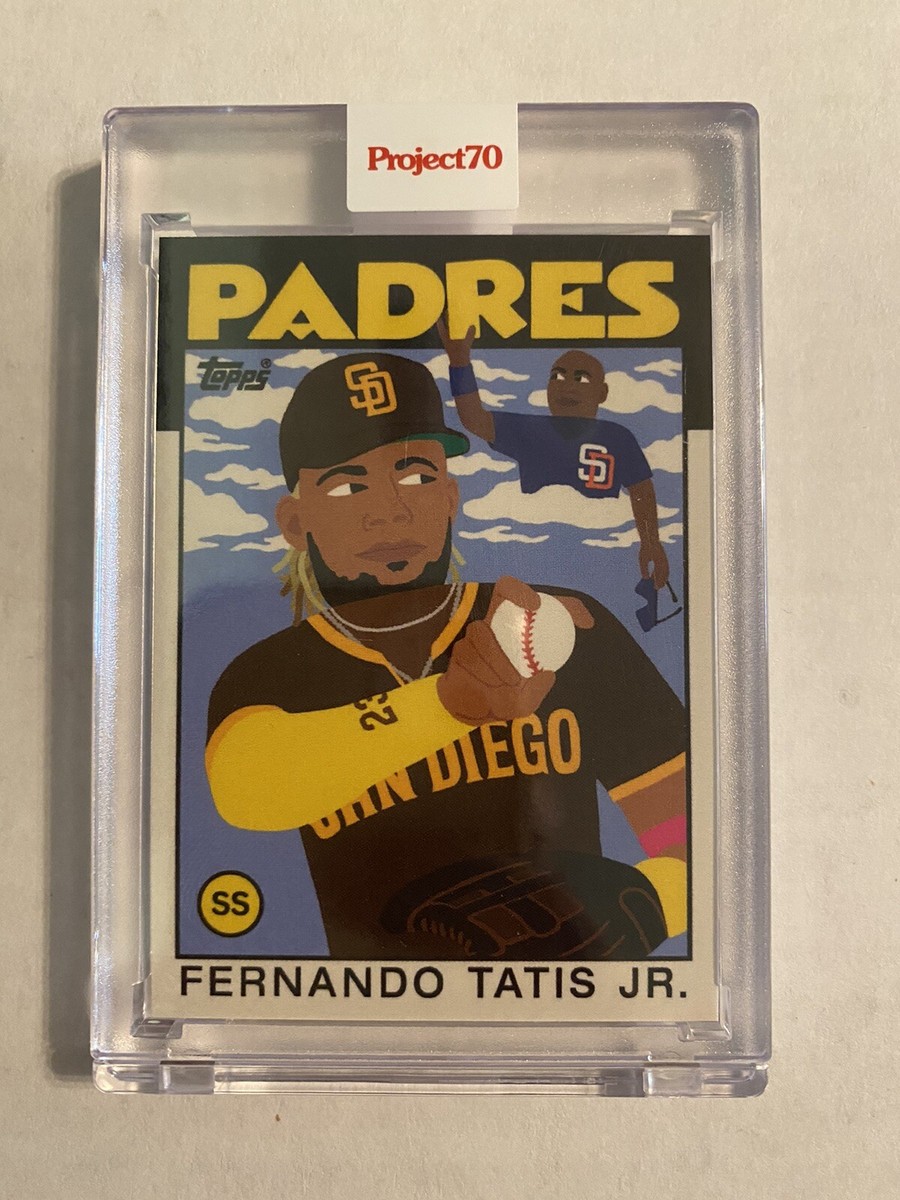 Project70
PADRES
Topps®
SD
SD
23
SAN DIEGO
SS
FERNANDO TATIS JR.